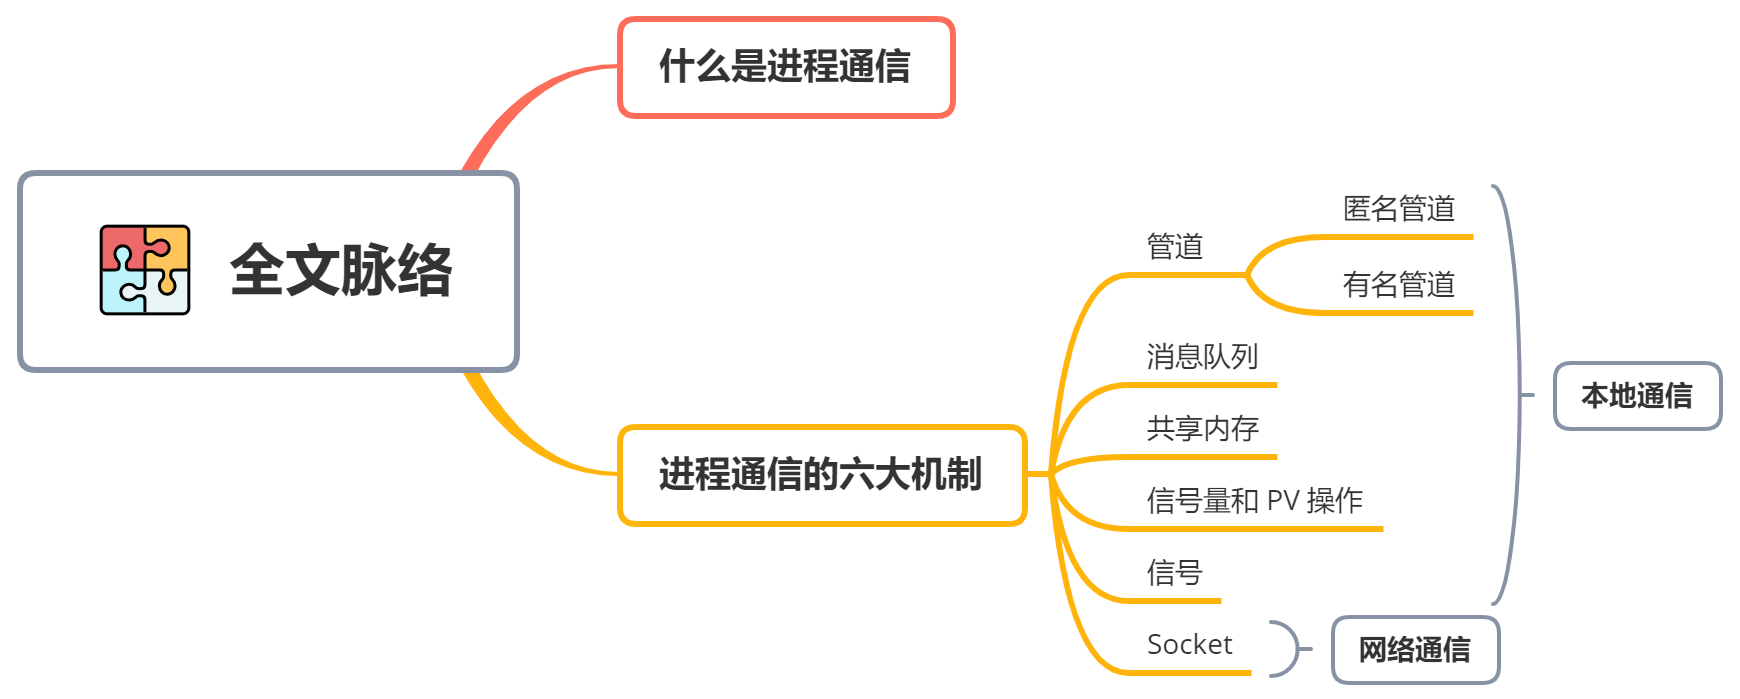 什么是进程通信
全文脉络
进程通信的六大机制
管道
匿名管道
有名管道
消息队列
共享内存
信号量和 PV 操作
信号
Socket
本地通信
网络通信